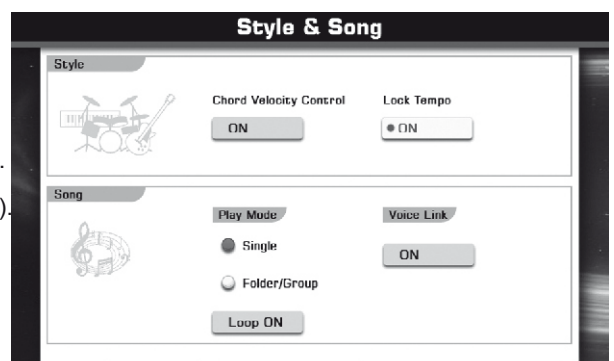 Style & Song
Style
Chord Velocity Control
Lock Tempo
ON
ON
.
Song
).
Play Mode
Voice Link
Single
ON
Folder/Group
Loop ON